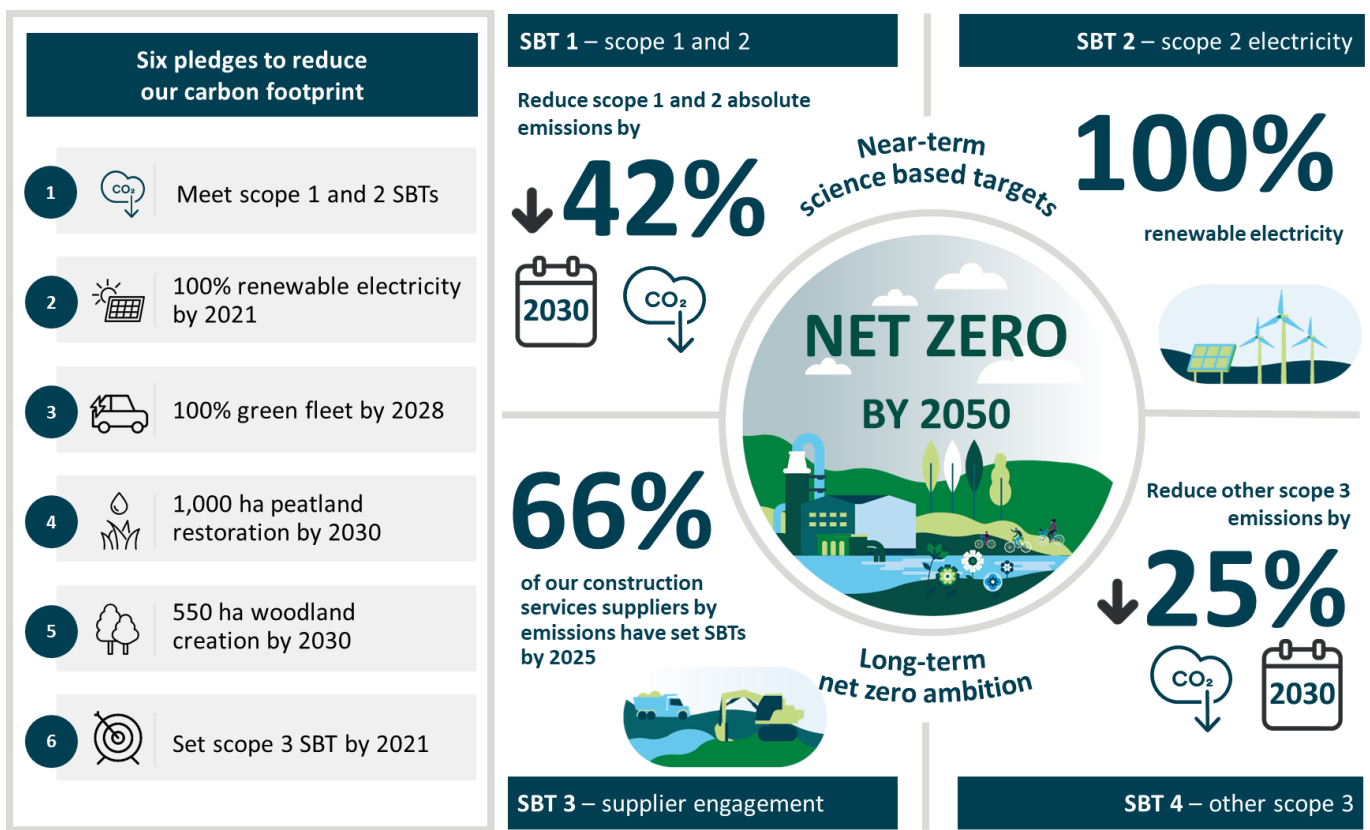 Six pledges to reduce
our carbon footprint
1
CO₂
Meet scope 1 and 2 SBTs
2
100% renewable electricity
by 2021
3
100% green fleet by 2028
4
1,000 ha peatland
restoration by 2030
5
550 ha woodland
creation by 2030
6
Set scope 3 SBT by 2021
SBT 1 – scope 1 and 2
Reduce scope 1 and 2 absolute
emissions by
42%
2030
CO₂
SBT 2 – scope 2 electricity
100%
renewable electricity
Near-term
science based targets
NET ZERO
BY 2050
Long-term
net zero ambition
66%
of our construction
services suppliers by
emissions have set SBTs
by 2025
SBT 3 – supplier engagement
Reduce other scope 3
emissions by
25%
CO₂
2030
SBT 4 – other scope 3